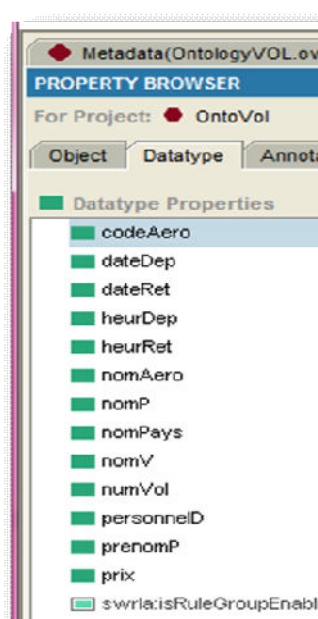 Metadata(OntologyVOL.ow
PROPERTY BROWSER
For Project: OntoVol
Object Datatype Annota
Datatype Properties
codeAero
dateDep
dateRet
heurDep
heurRet
nomAero
nomP
nomPays
nomV
numVol
personneID
prenomP
prix
swrla:isRuleGroupEnabl